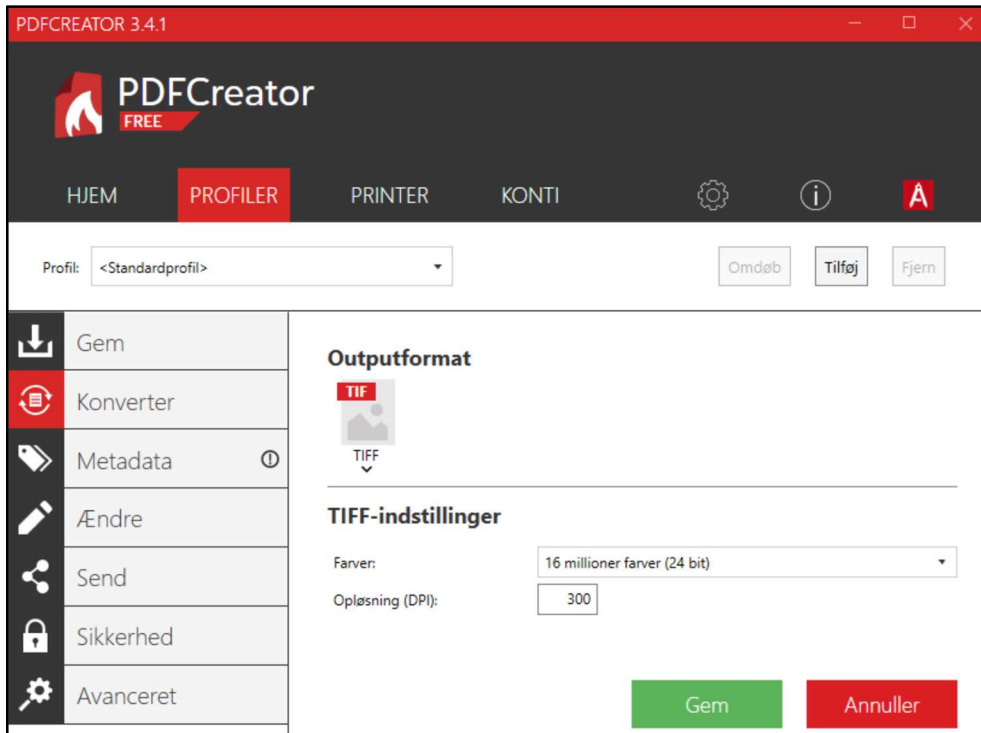 PDFCREATOR 3.4.1
PDFCreator
FREE
HJEM PROFILER PRINTER KONTI
Profil: <Standardprofil> Omdøb Tilføj Fjern
Gem
Konverter
Metadata
Ændre
Send
Sikkerhed
Avanceret
Outputformat
TIF
TIFF
TIFF-indstillinger
Farver: 16 millioner farver (24 bit)
Opløsning (DPI): 300
Gem Annuller